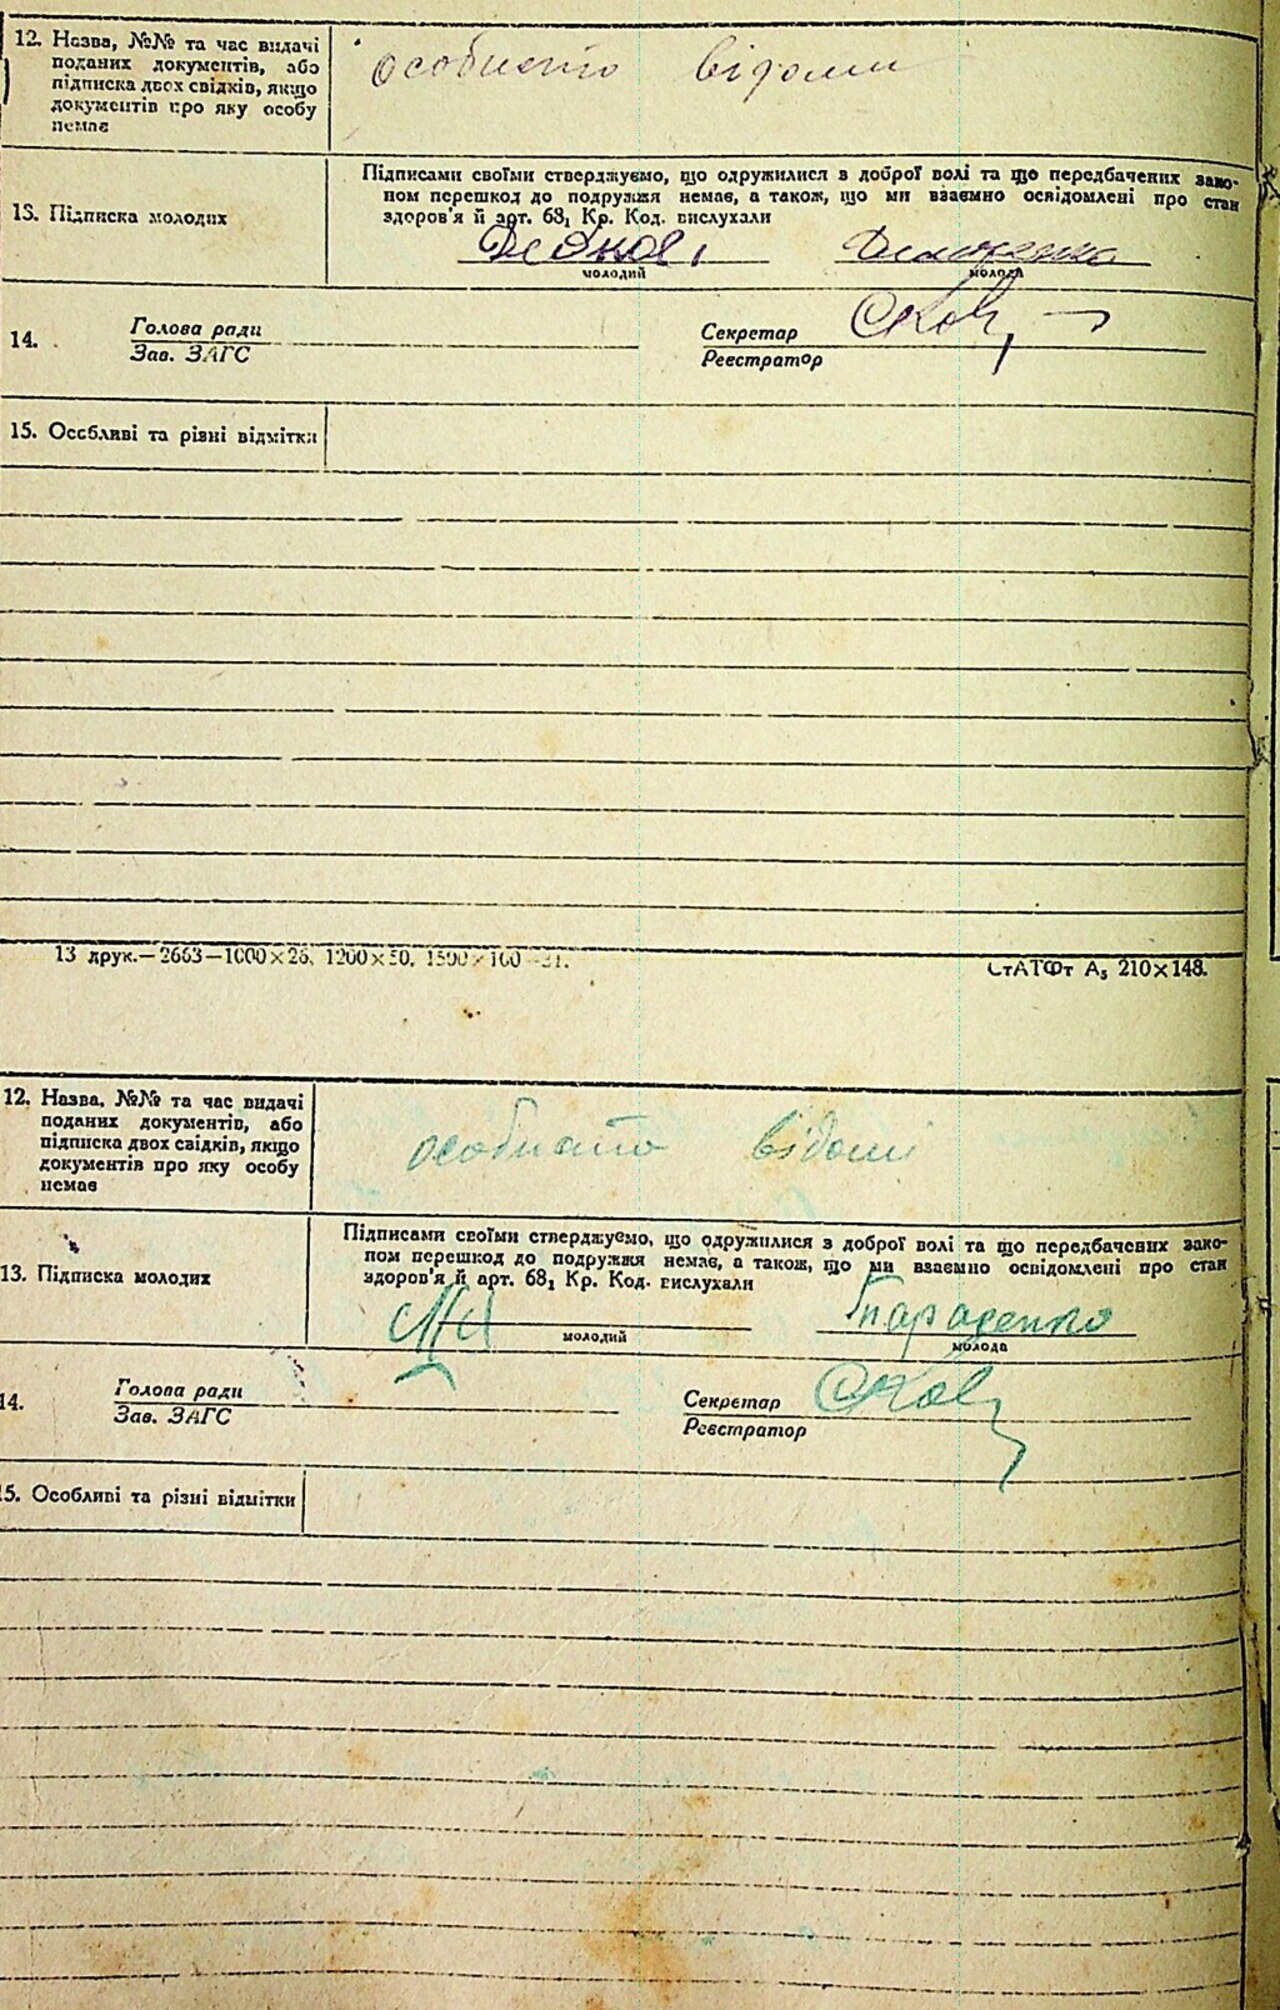 12. Назва, №№ та час видачі
поданих документів, або
підписка двох свідків, якщо
документів про яку особу
немає
особисто відоми
Підписами своїми стверджуємо, що одружилися з доброї волі та що передбачених зако-
ном перешкод до подружжя немає, а також, що ми взаємно освідомлені про стан
здоров'я й арт. 68₁ Кр. Код. вислухали
13. Підписка молодих
молодий
молода
14.
Голова ради
Зав. ЗАГС
Секретар
Реєстратор
15. Особливі та різні відмітки
13 друк.—2663—1000×26, 1200×50, 1500×100—31.
СтАТФт А₅ 210×148.
12. Назва, №№ та час видачі
поданих документів, або
підписка двох свідків, якщо
документів про яку особу
немає
особисто відомі
Підписами своїми стверджуємо, що одружилися з доброї волі та що передбачених зако-
ном перешкод до подружжя немає, а також, що ми взаємно освідомлені про стан
здоров'я й арт. 68₁ Кр. Код. вислухали
13. Підписка молодих
Тарасенко
молодий
молода
14.
Голова ради
Зав. ЗАГС
Секретар
Реєстратор
15. Особливі та різні відмітки